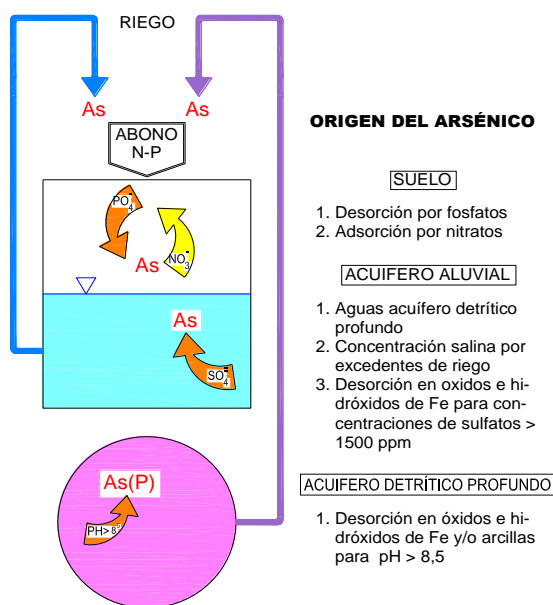 RIEGO
As
As
ABONO
N-P
PO4-
As
NO3-
As
SO4=
As(P)
PH>8,5
ORIGEN DEL ARSÉNICO
SUELO
1. Desorción por fosfatos
2. Adsorción por nitratos
ACUIFERO ALUVIAL
1. Aguas acuífero detrítico
profundo
2. Concentración salina por
excedentes de riego
3. Desorción en oxidos e hi-
dróxidos de Fe para con-
centraciones de sulfatos >
1500 ppm
ACUIFERO DETRÍTICO PROFUNDO
1. Desorción en óxidos e hi-
dróxidos de Fe y/o arcillas
para pH > 8,5